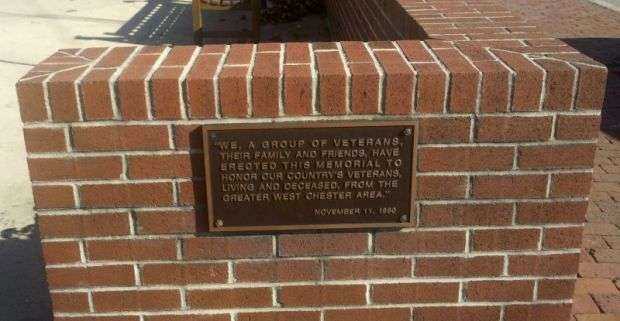 "WE, A GROUP OF VETERANS,
THEIR FAMILY AND FRIENDS, HAVE
ERECTED THIS MEMORIAL TO
HONOR OUR COUNTRY'S VETERANS,
LIVING AND DECEASED, FROM THE
GREATER WEST CHESTER AREA."
NOVEMBER 11, 1990